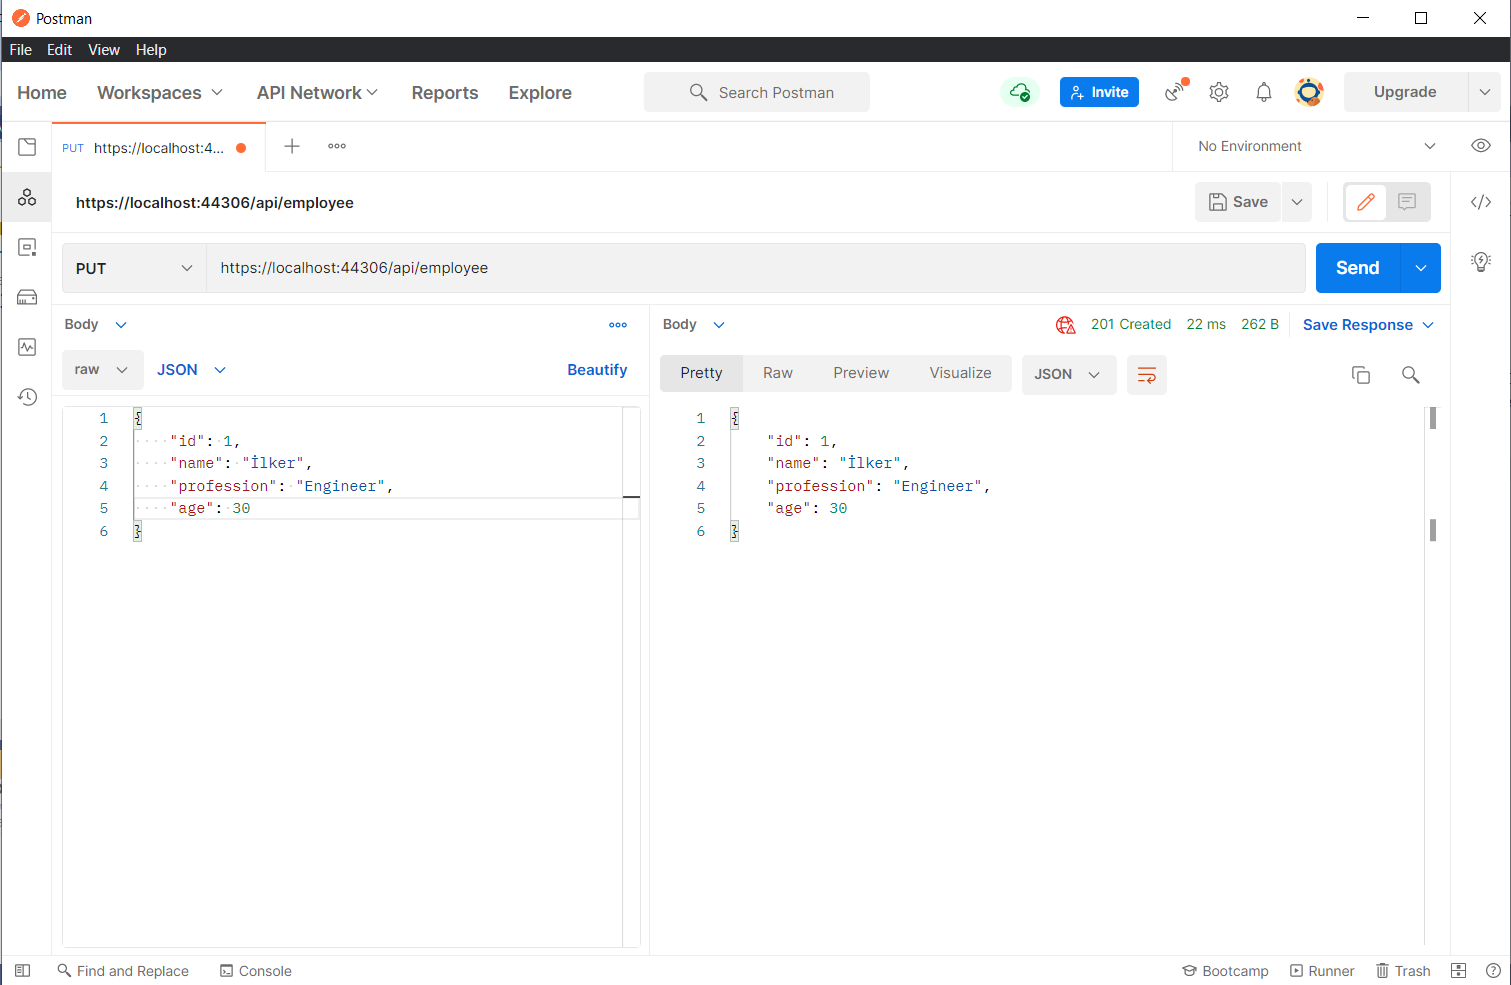 Postman
File Edit View Help
Home Workspaces API Network Reports Explore Search Postman Invite Upgrade
PUT https://localhost:4... No Environment
https://localhost:44306/api/employee Save
PUT https://localhost:44306/api/employee Send
Body
raw JSON Beautify
1 {
2 "id": 1,
3 "name": "İlker",
4 "profession": "Engineer",
5 "age": 30
6 }
Body 201 Created 22 ms 262 B Save Response
Pretty Raw Preview Visualize JSON
1 {
2 "id": 1,
3 "name": "İlker",
4 "profession": "Engineer",
5 "age": 30
6 }
Find and Replace Console Bootcamp Runner Trash